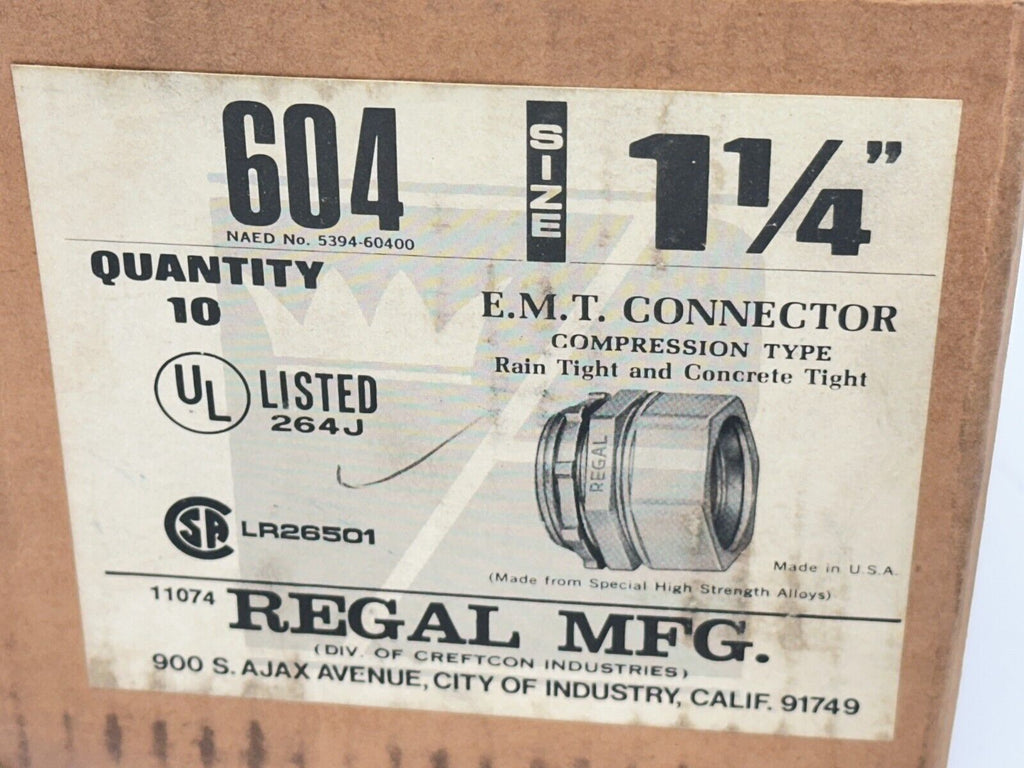 604
SIZE
1 1/4"
NAED No. 5394-60400
QUANTITY
10
E.M.T. CONNECTOR
COMPRESSION TYPE
Rain Tight and Concrete Tight
UL LISTED
264J
REGAL
SA LR26501
Made in U.S.A.
(Made from Special High Strength Alloys)
11074 REGAL MFG.
(DIV. OF CREFTCON INDUSTRIES)
900 S. AJAX AVENUE, CITY OF INDUSTRY, CALIF. 91749